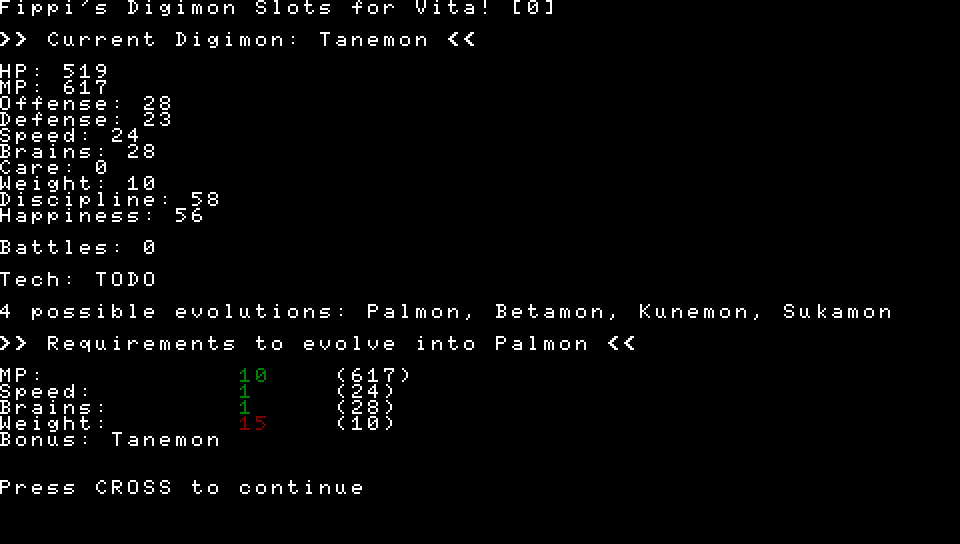 Fippi's Digimon Slots for Vita! [0]
>> Current Digimon: Tanemon <<
HP: 519
MP: 617
Offense: 28
Defense: 23
Speed: 24
Brains: 28
Care: 0
Weight: 10
Discipline: 58
Happiness: 56
Battles: 0
Tech: TODO
4 possible evolutions: Palmon, Betamon, Kunemon, Sukamon
>> Requirements to evolve into Palmon <<
MP: 10 (617)
Speed: 1 (24)
Brains: 1 (28)
Weight: 15 (10)
Bonus: Tanemon
Press CROSS to continue